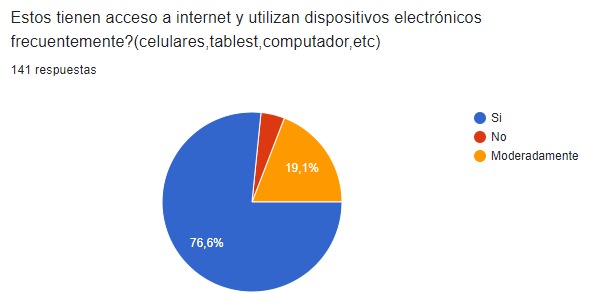 Estos tienen acceso a internet y utilizan dispositivos electrónicos
frecuentemente?(celulares,tablest,computador,etc)
141 respuestas
Si
No
Moderadamente
19,1%
76,6%